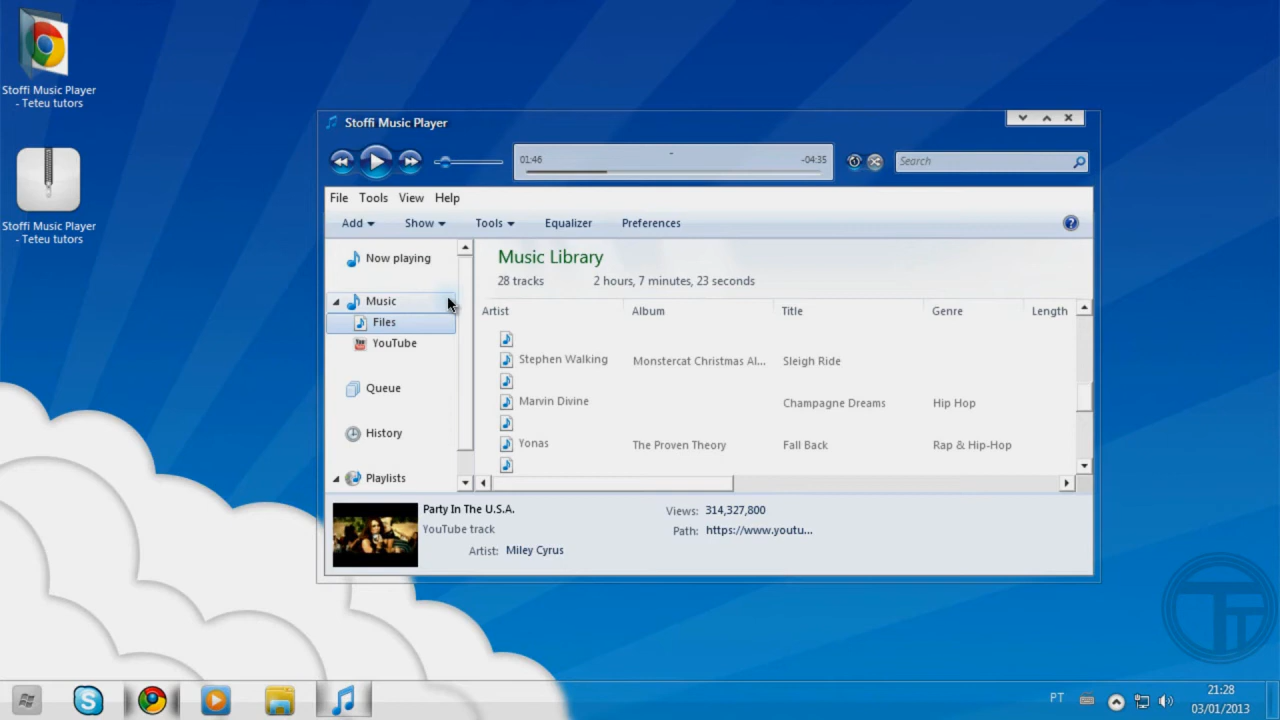 Stoffi Music Player
- Teteu tutors
Stoffi Music Player
- Teteu tutors
Stoffi Music Player
01:46
-
-04:35
Search
File Tools View Help
Add Show Tools Equalizer Preferences
Now playing
Music
Files
YouTube
Queue
History
Playlists
Music Library
28 tracks 2 hours, 7 minutes, 23 seconds
Artist Album Title Genre Length
Stephen Walking Monstercat Christmas Al... Sleigh Ride
Marvin Divine Champagne Dreams Hip Hop
Yonas The Proven Theory Fall Back Rap & Hip-Hop
Party In The U.S.A.
YouTube track
Artist: Miley Cyrus
Views: 314,327,800
Path: https://www.youtu...
PT
21:28
03/01/2013